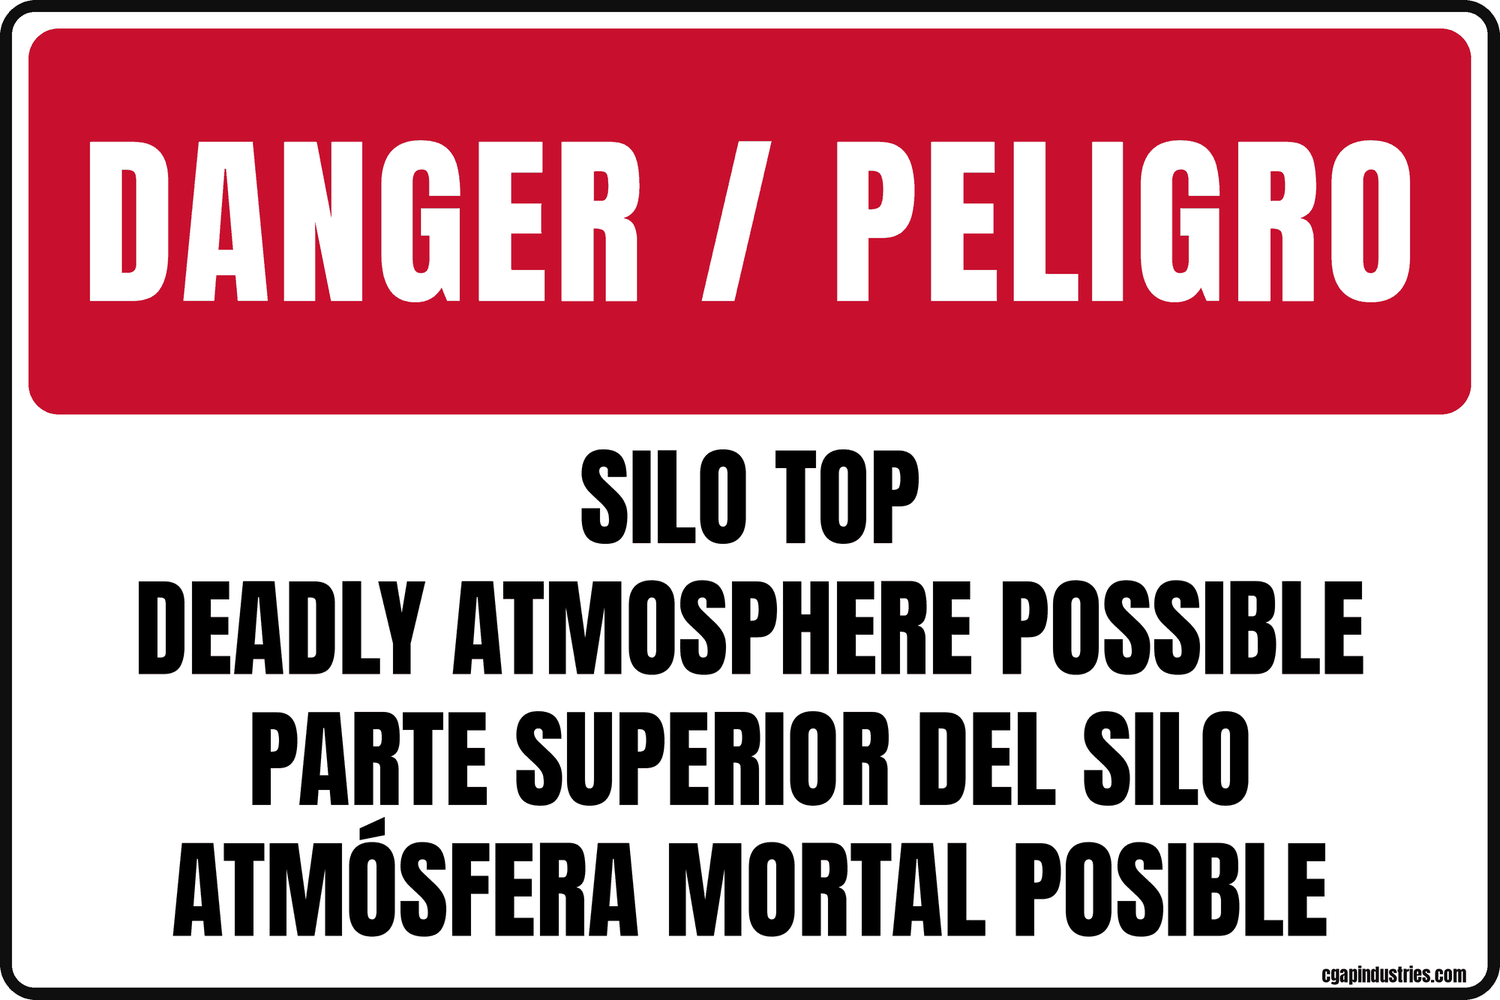 DANGER / PELIGRO
SILO TOP
DEADLY ATMOSPHERE POSSIBLE
PARTE SUPERIOR DEL SILO
ATMÓSFERA MORTAL POSIBLE
cgapindustries.com